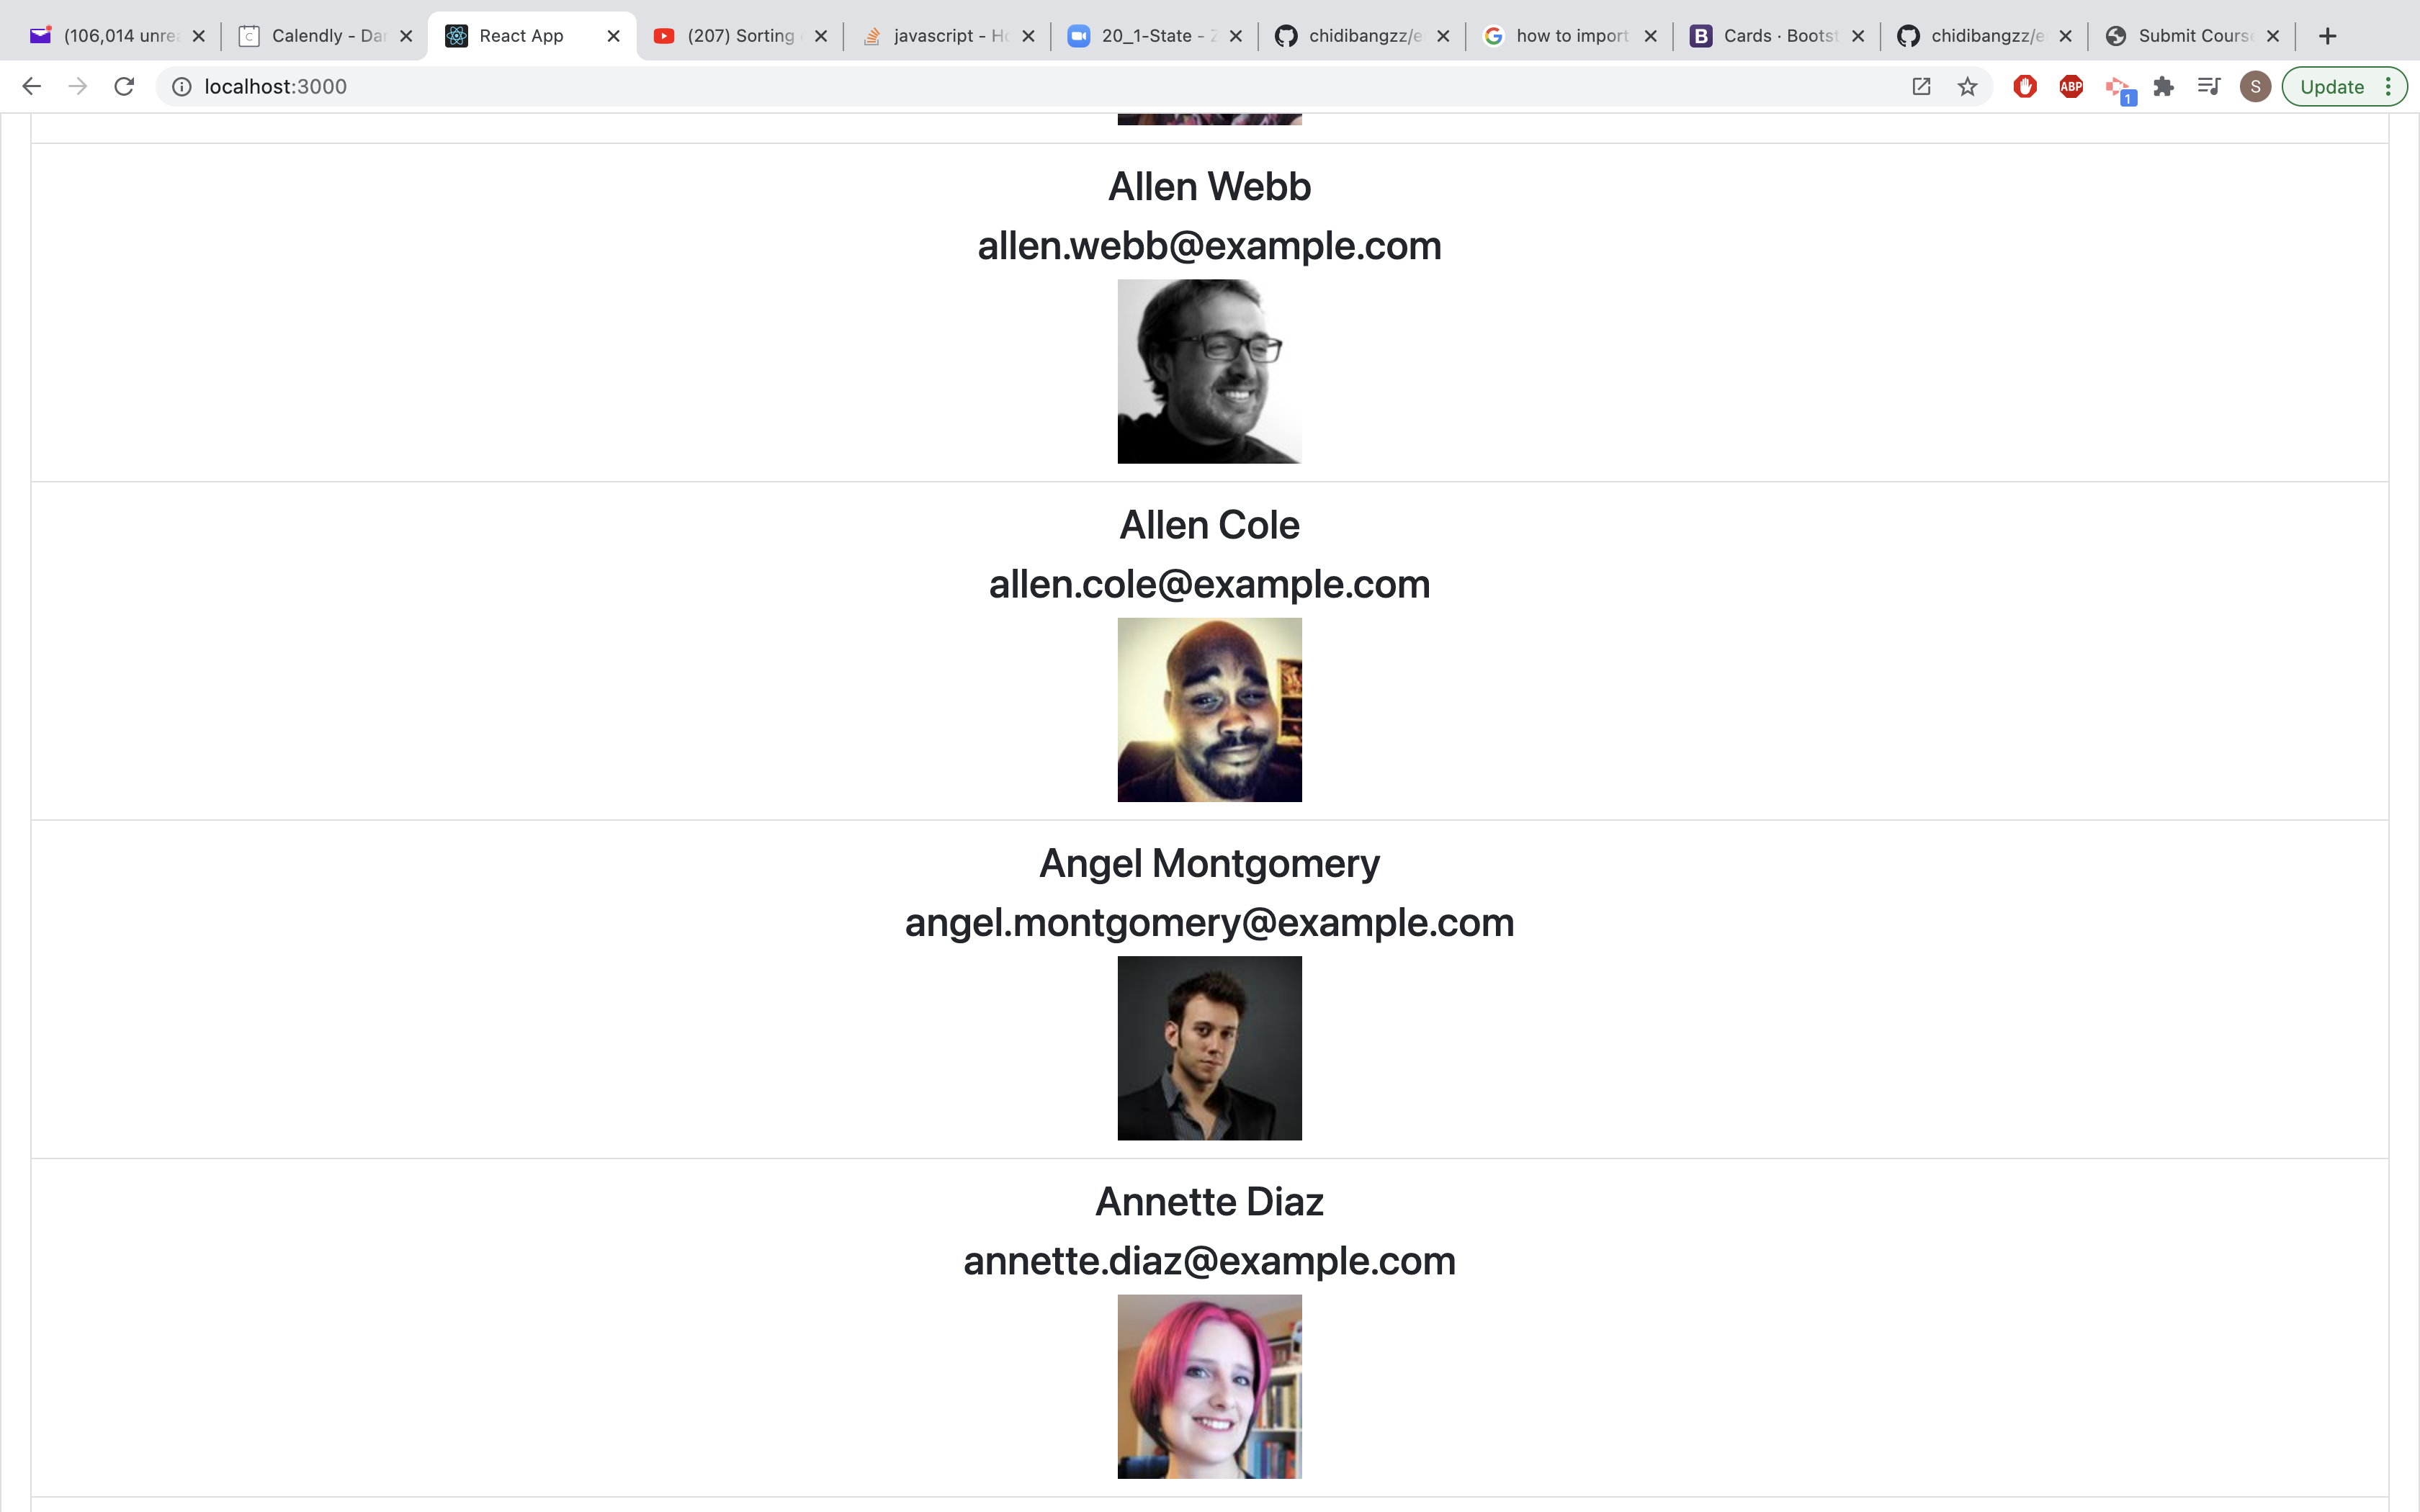 (106,014 unre
Calendly - Dar
React App
(207) Sorting
javascript - Ho
20_1-State - Z
chidibangzz/e
how to import
B
Cards · Bootst
chidibangzz/e
Submit Cours
localhost:3000
ABP
1
S
Update
Allen Webb
allen.webb@example.com
Allen Cole
allen.cole@example.com
Angel Montgomery
angel.montgomery@example.com
Annette Diaz
annette.diaz@example.com